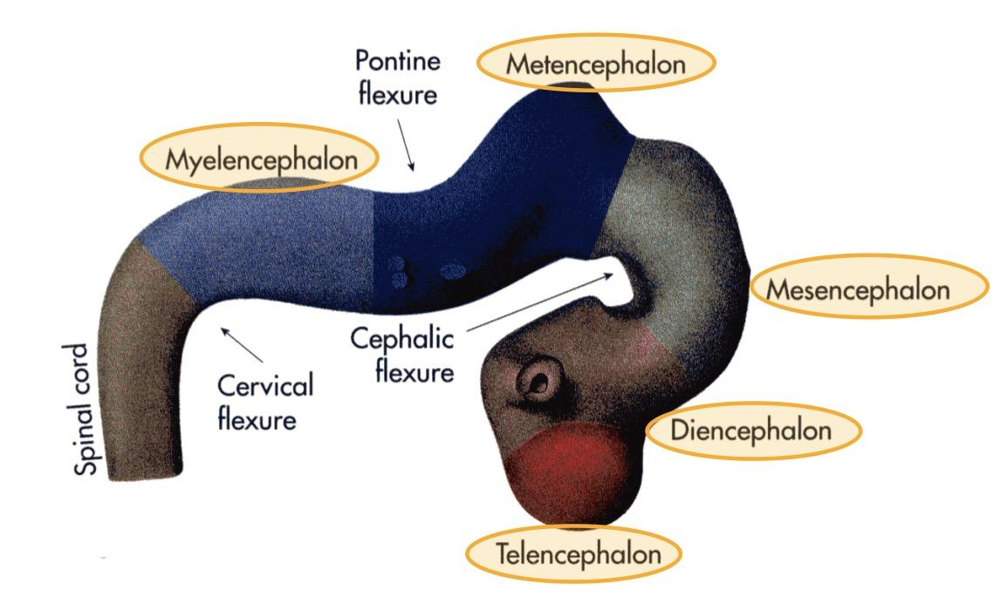 Pontine
flexure
Metencephalon
Myelencephalon
Mesencephalon
Cephalic
flexure
Cervical
flexure
Spinal cord
Diencephalon
Telencephalon